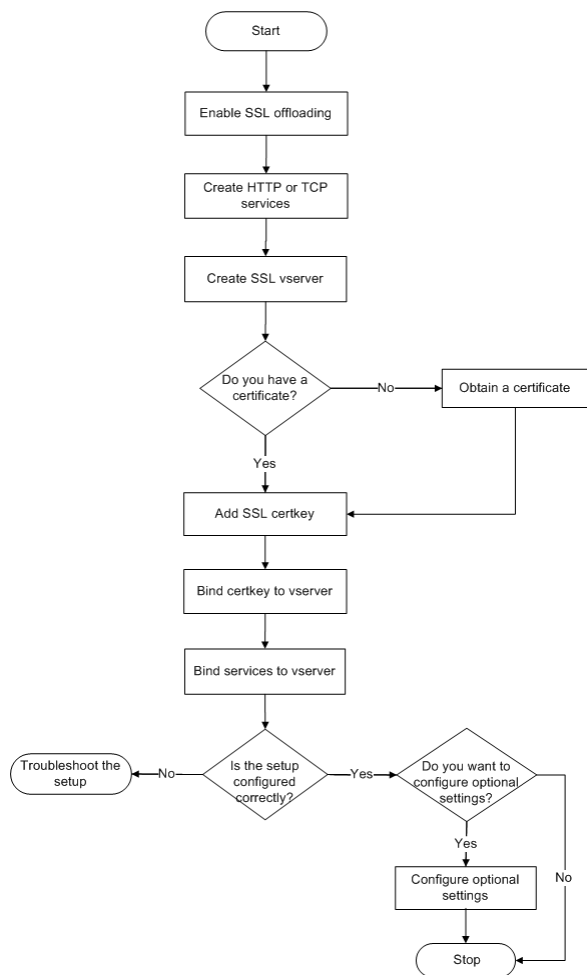 Start
Enable SSL offloading
Create HTTP or TCP
services
Create SSL vserver
Do you have a
certificate?
No
Obtain a certificate
Yes
Add SSL certkey
Bind certkey to vserver
Bind services to vserver
Troubleshoot the
setup
No
Is the setup
configured
correctly?
Yes
Do you want to
configure optional
settings?
Yes
No
Configure optional
settings
Stop